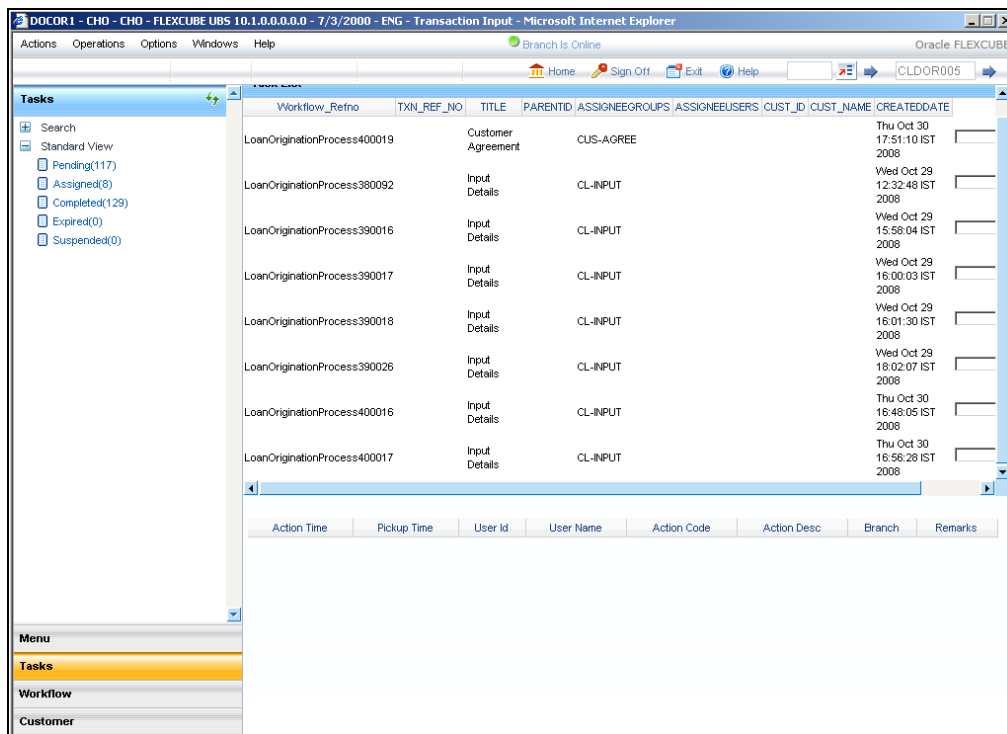 DOCOR1 - CHO - CHO - FLEXCUBE UBS 10.1.0.0.0.0.0 - 7/3/2000 - ENG - Transaction Input - Microsoft Internet Explorer
Actions Operations Options Windows Help Branch Is Online Oracle FLEXCUBE
Home Sign Off Exit Help CLDOR005
Tasks
Search
Standard View
Pending(117)
Assigned(8)
Completed(129)
Expired(0)
Suspended(0)
Menu
Tasks
Workflow
Customer
Task List
Workflow_Refno TXN_REF_NO TITLE PARENTID ASSIGNEEGROUPS ASSIGNEEUSERS CUST_ID CUST_NAME CREATEDDATE
LoanOriginationProcess400019 Customer Agreement CUS-AGREE Thu Oct 30 17:51:10 IST 2008
LoanOriginationProcess380092 Input Details CL-INPUT Wed Oct 29 12:32:48 IST 2008
LoanOriginationProcess390016 Input Details CL-INPUT Wed Oct 29 15:58:04 IST 2008
LoanOriginationProcess390017 Input Details CL-INPUT Wed Oct 29 16:00:03 IST 2008
LoanOriginationProcess390018 Input Details CL-INPUT Wed Oct 29 16:01:30 IST 2008
LoanOriginationProcess390026 Input Details CL-INPUT Wed Oct 29 18:02:07 IST 2008
LoanOriginationProcess400016 Input Details CL-INPUT Thu Oct 30 16:48:05 IST 2008
LoanOriginationProcess400017 Input Details CL-INPUT Thu Oct 30 16:56:28 IST 2008
Action Time Pickup Time User Id User Name Action Code Action Desc Branch Remarks